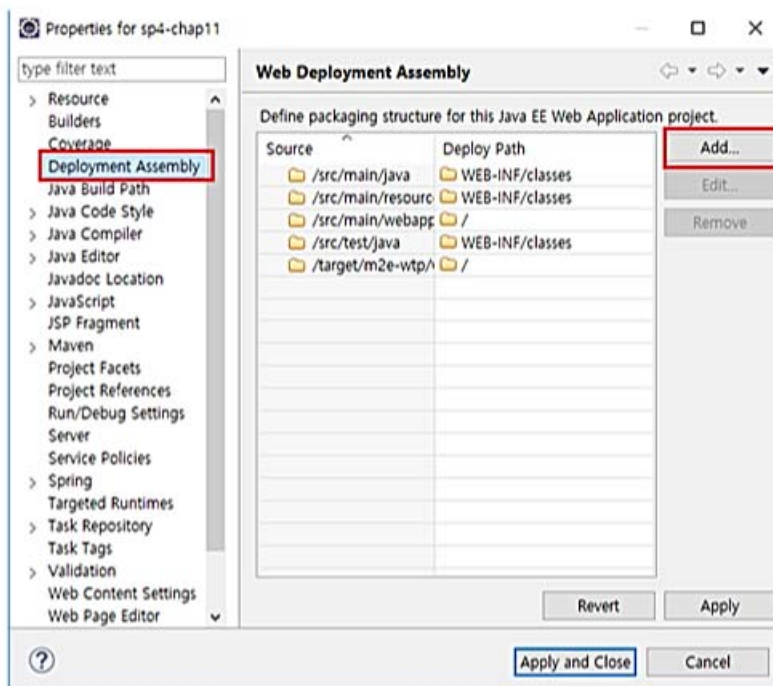 Properties for sp4-chap11
type filter text
Resource
Builders
Coverage
Deployment Assembly
Java Build Path
Java Code Style
Java Compiler
Java Editor
Javadoc Location
JavaScript
JSP Fragment
Maven
Project Facets
Project References
Run/Debug Settings
Server
Service Policies
Spring
Targeted Runtimes
Task Repository
Task Tags
Validation
Web Content Settings
Web Page Editor
Web Deployment Assembly
Define packaging structure for this Java EE Web Application project.
Source Deploy Path
/src/main/java WEB-INF/classes
/src/main/resourc WEB-INF/classes
/src/main/webapp /
/src/test/java WEB-INF/classes
/target/m2e-wtp/ /
Add...
Edit...
Remove
Revert Apply
Apply and Close Cancel